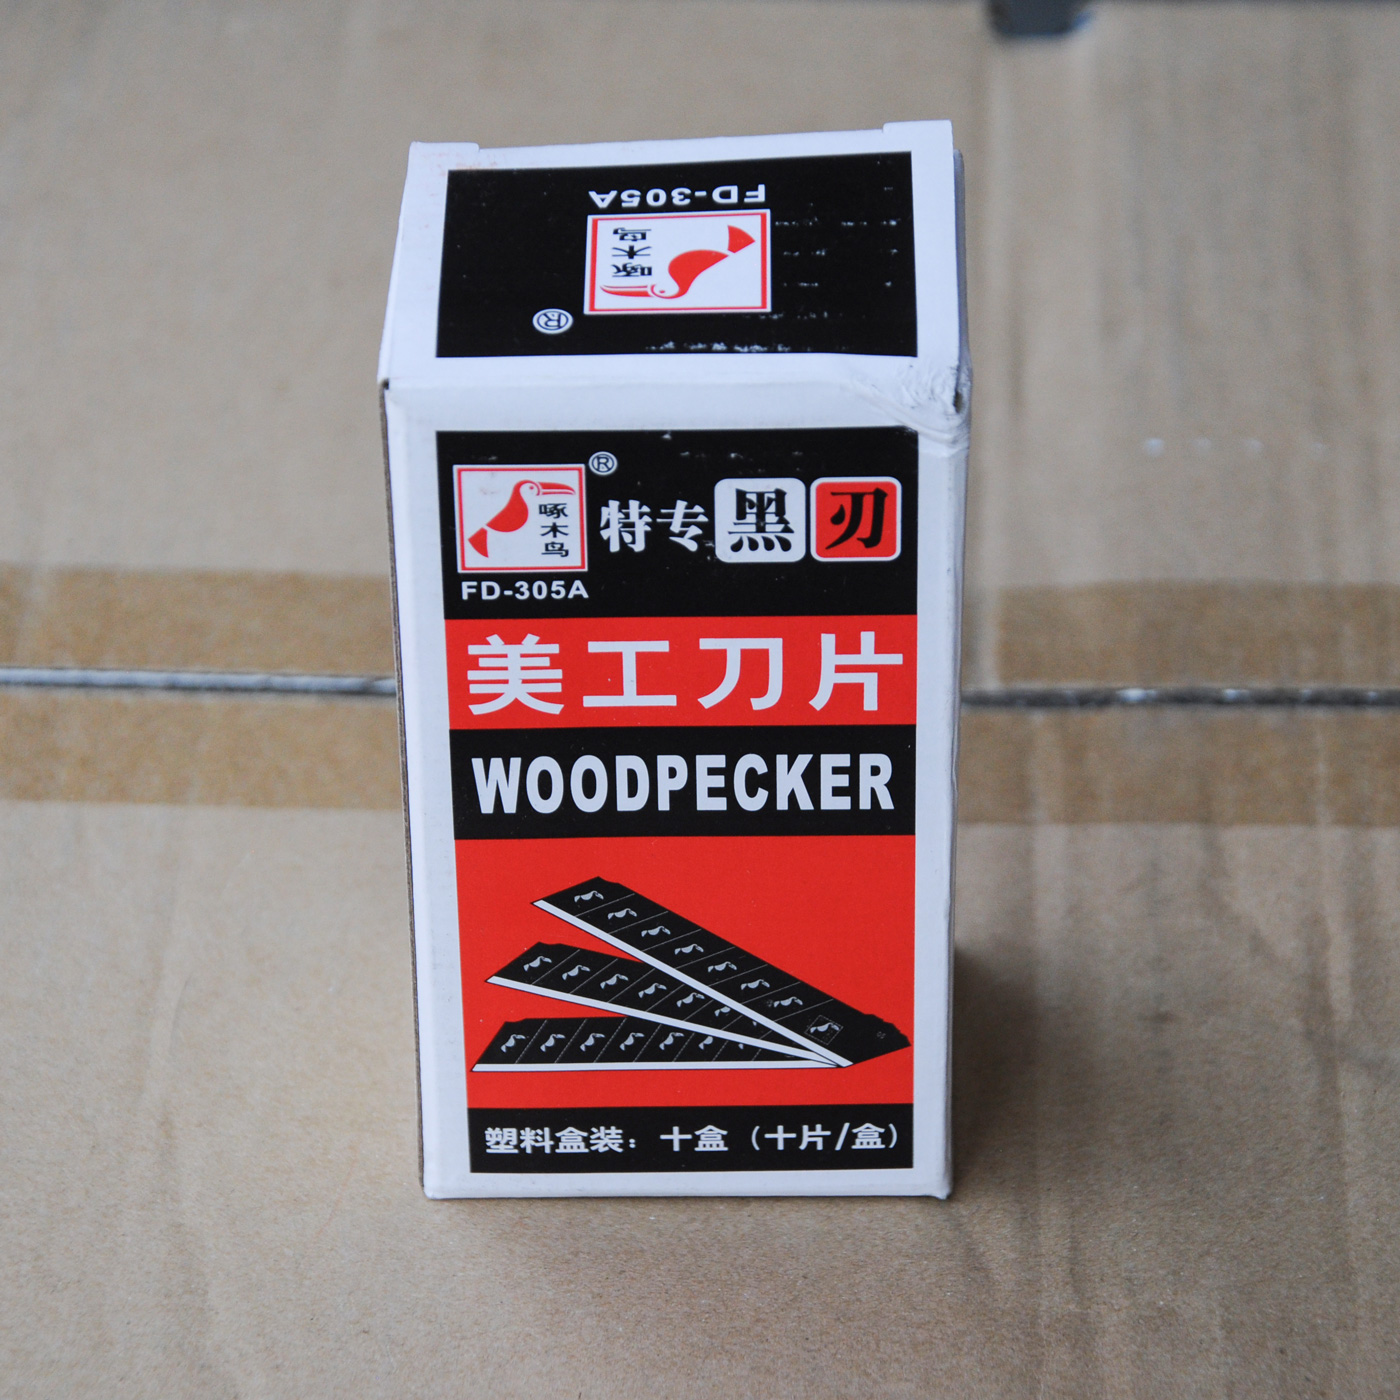 FD-305A
啄木鸟
®
®
啄木鸟
特专黑刃
FD-305A
美工刀片
WOODPECKER
塑料盒装：十盒（十片/盒）